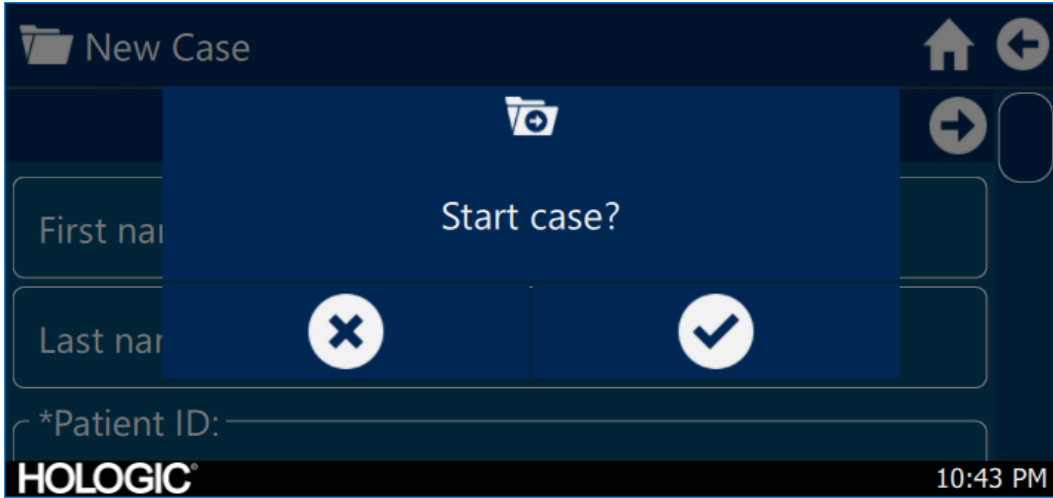 New Case
Start case?
First nar
Last nar
*Patient ID:
HOLOGIC®
10:43 PM